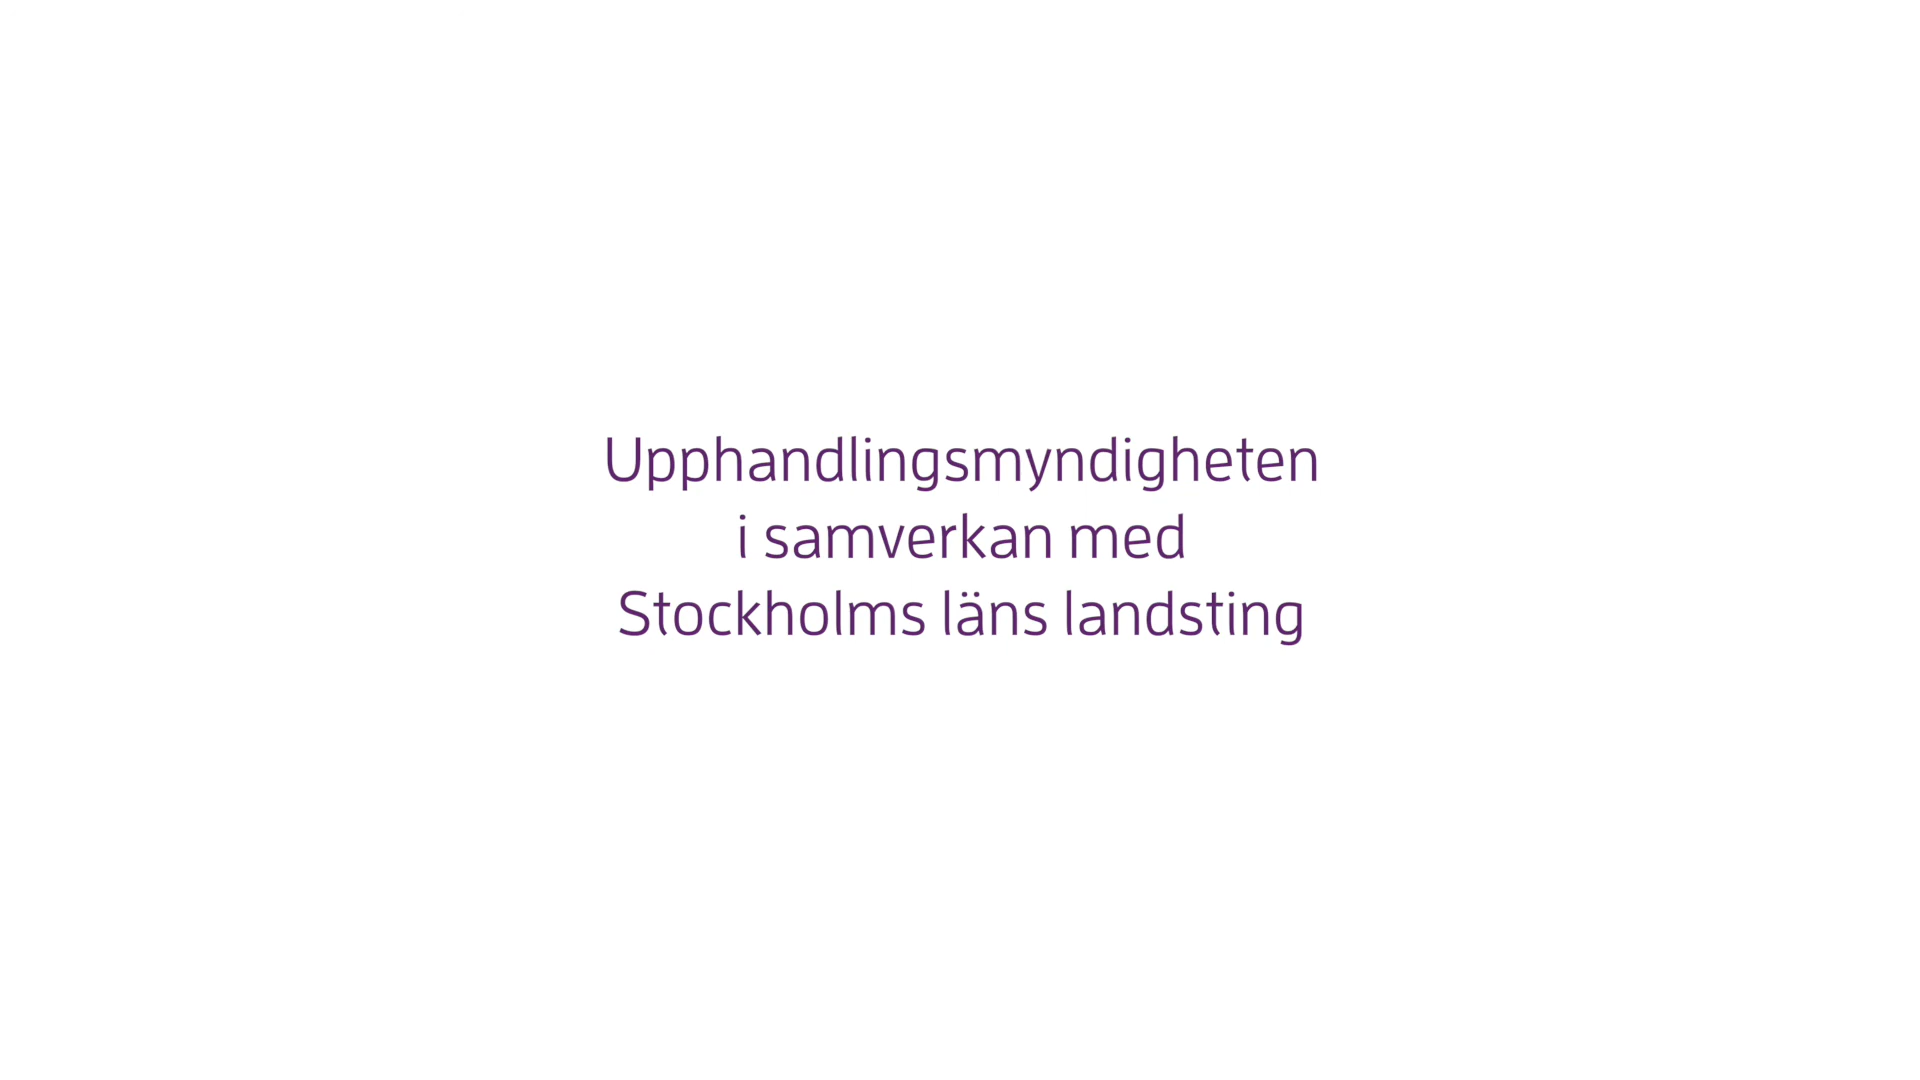 Upphandlingsmyndigheten
i samverkan med
Stockholms läns landsting